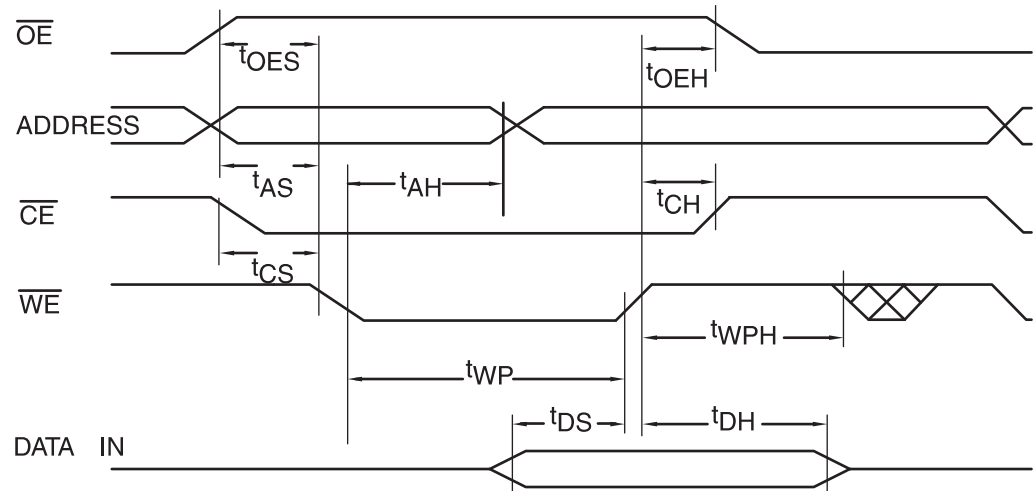 OE
tOES
tOEH
ADDRESS
tAS
tAH
tCH
CE
tCS
WE
tWPH
tWP
tDS
tDH
DATA IN